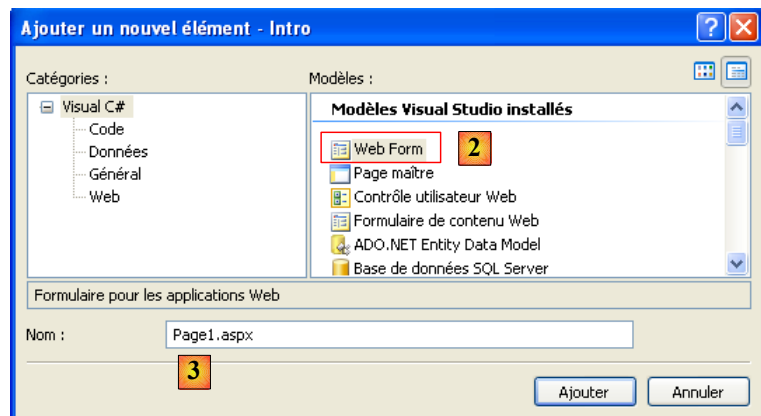 Ajouter un nouvel élément - Intro
Catégories :
Modèles :
Visual C#
Code
Données
Général
Web
Modèles Visual Studio installés
Web Form
2
Page maître
Contrôle utilisateur Web
Formulaire de contenu Web
ADO.NET Entity Data Model
Base de données SQL Server
Formulaire pour les applications Web
Nom :
Page1.aspx
3
Ajouter
Annuler